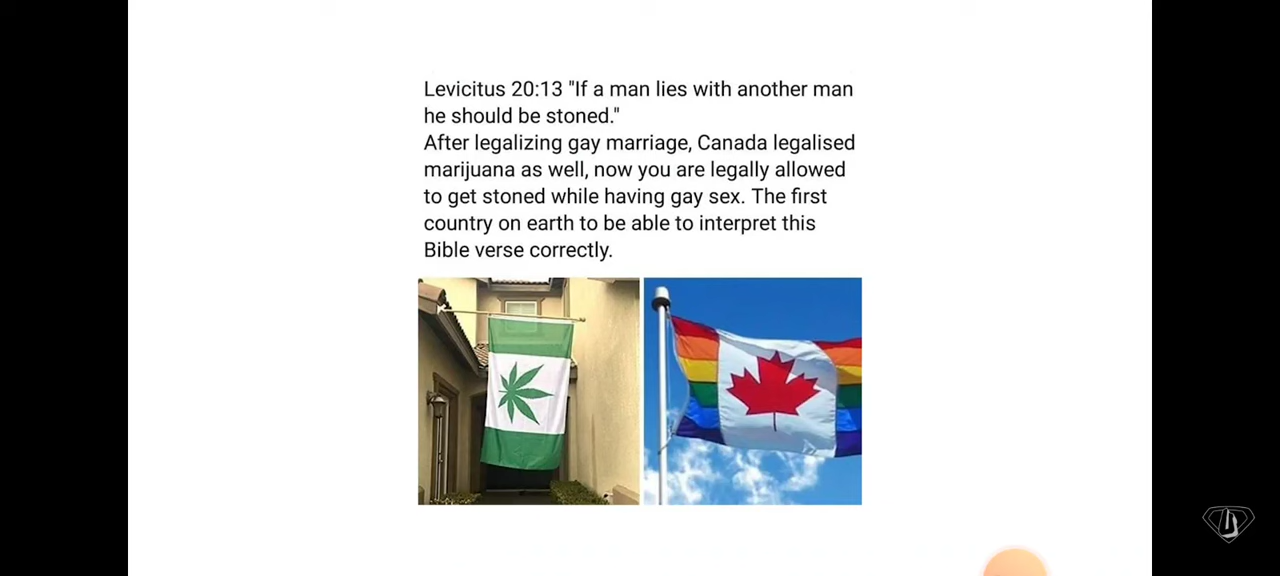 Levicitus 20:13 "If a man lies with another man
he should be stoned."
After legalizing gay marriage, Canada legalised
marijuana as well, now you are legally allowed
to get stoned while having gay sex. The first
country on earth to be able to interpret this
Bible verse correctly.